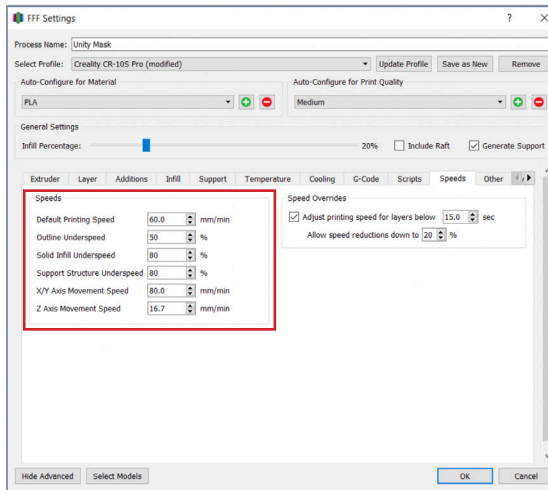 FFF Settings
Process Name: Unity Mask
Select Profile: Creality CR-10S Pro (modified) Update Profile Save as New Remove
Auto-Configure for Material
PLA
Auto-Configure for Print Quality
Medium
General Settings
Infill Percentage: 20% Include Raft Generate Support
Extruder Layer Additions Infill Support Temperature Cooling G-Code Scripts Speeds Other
Speeds
Default Printing Speed 60.0 mm/min
Outline Underspeed 50 %
Solid Infill Underspeed 80 %
Support Structure Underspeed 80 %
X/Y Axis Movement Speed 80.0 mm/min
Z Axis Movement Speed 16.7 mm/min
Speed Overrides
Adjust printing speed for layers below 15.0 sec
Allow speed reductions down to 20 %
Hide Advanced Select Models OK Cancel